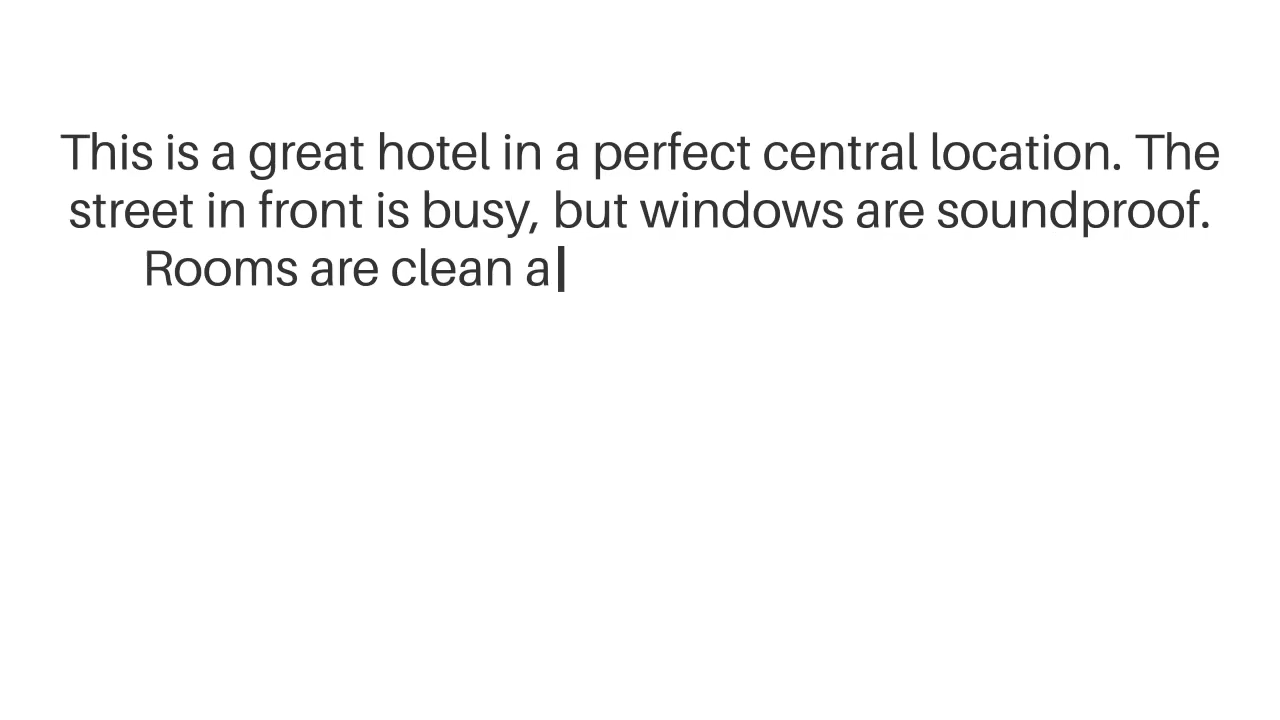 This is a great hotel in a perfect central location. The
street in front is busy, but windows are soundproof.
Rooms are clean a